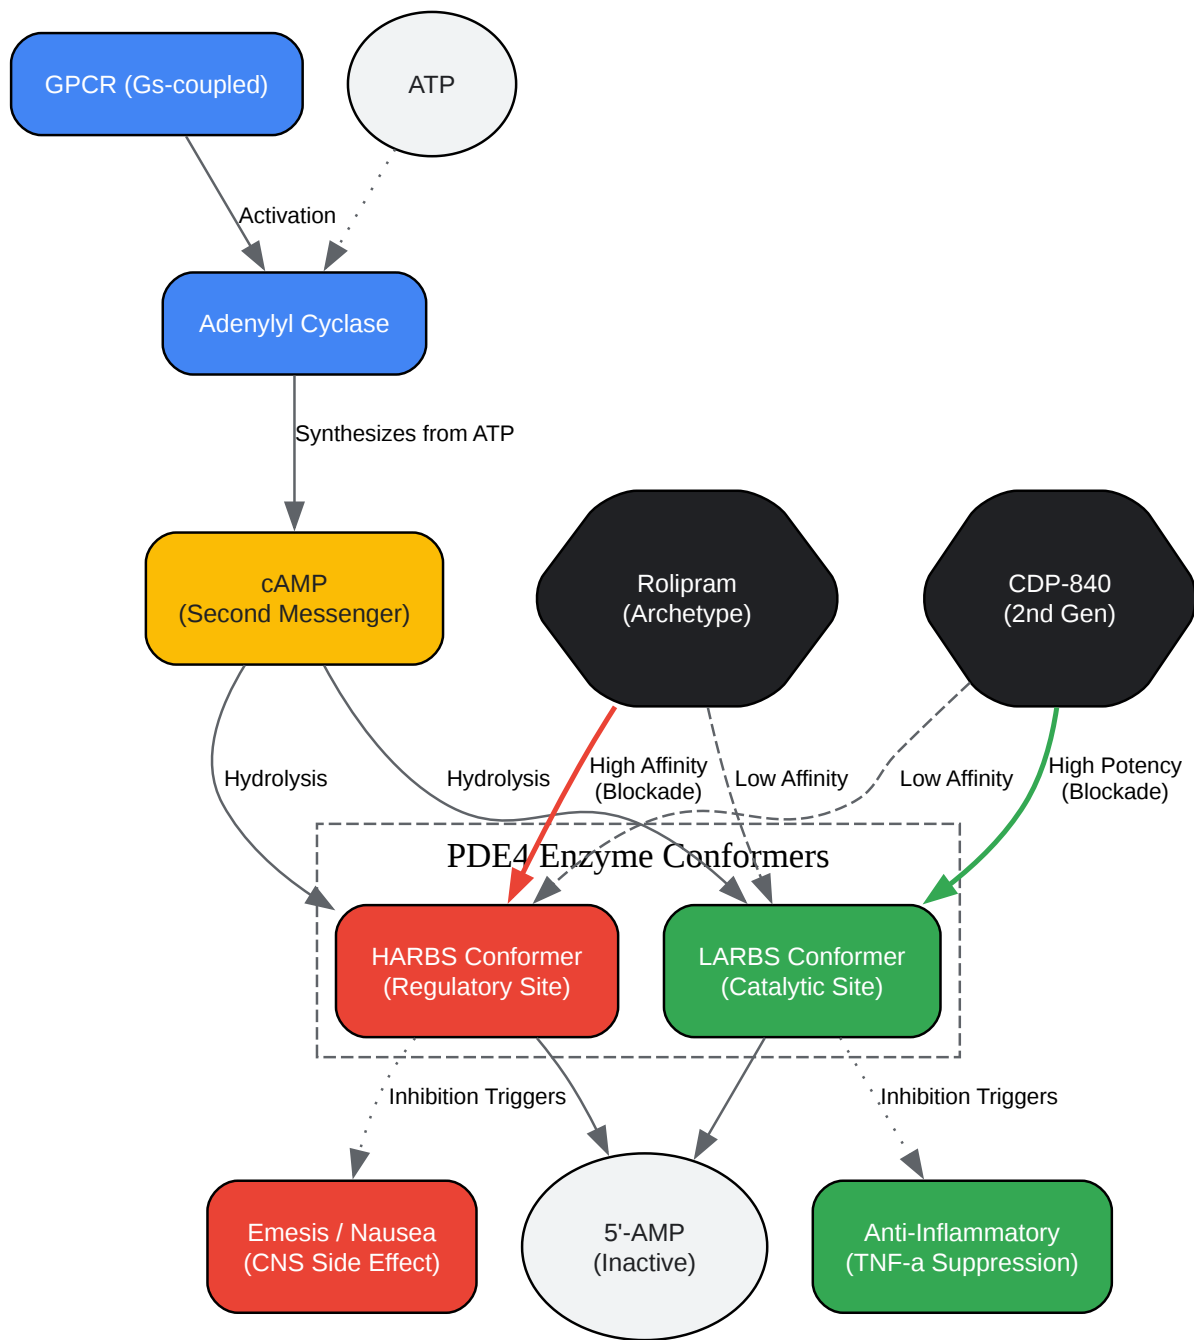 GPCR (Gs-coupled)
ATP
Activation
Adenylyl Cyclase
Synthesizes from ATP
cAMP
(Second Messenger)
Rolipram
(Archetype)
CDP-840
(2nd Gen)
Hydrolysis
Hydrolysis
High Affinity
(Blockade)
Low Affinity
Low Affinity
High Potency
(Blockade)
PDE4 Enzyme Conformers
HARBS Conformer
(Regulatory Site)
LARBS Conformer
(Catalytic Site)
Inhibition Triggers
Inhibition Triggers
Emesis / Nausea
(CNS Side Effect)
5'-AMP
(Inactive)
Anti-Inflammatory
(TNF-a Suppression)